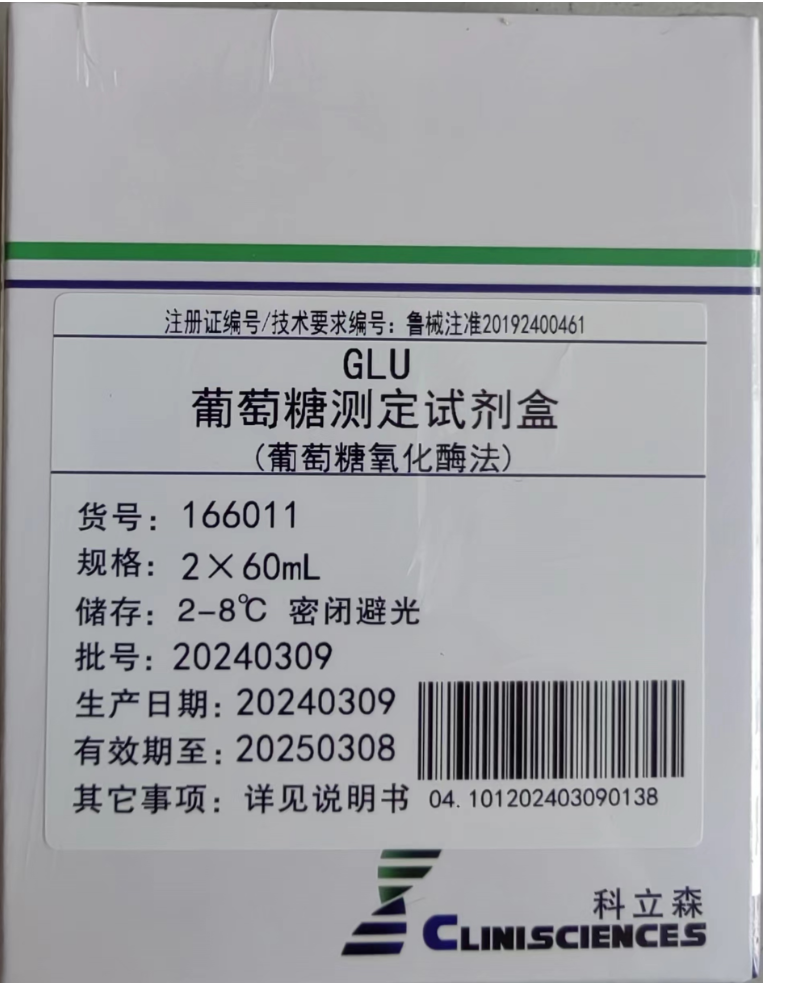 注册证编号/技术要求编号：鲁械注准20192400461
GLU
葡萄糖测定试剂盒
(葡萄糖氧化酶法)
货号：166011
规格：2×60mL
储存：2-8℃ 密闭避光
批号：20240309
生产日期：20240309
有效期至：20250308
其它事项：详见说明书
04.101202403090138
科立森
CLINISCIENCES